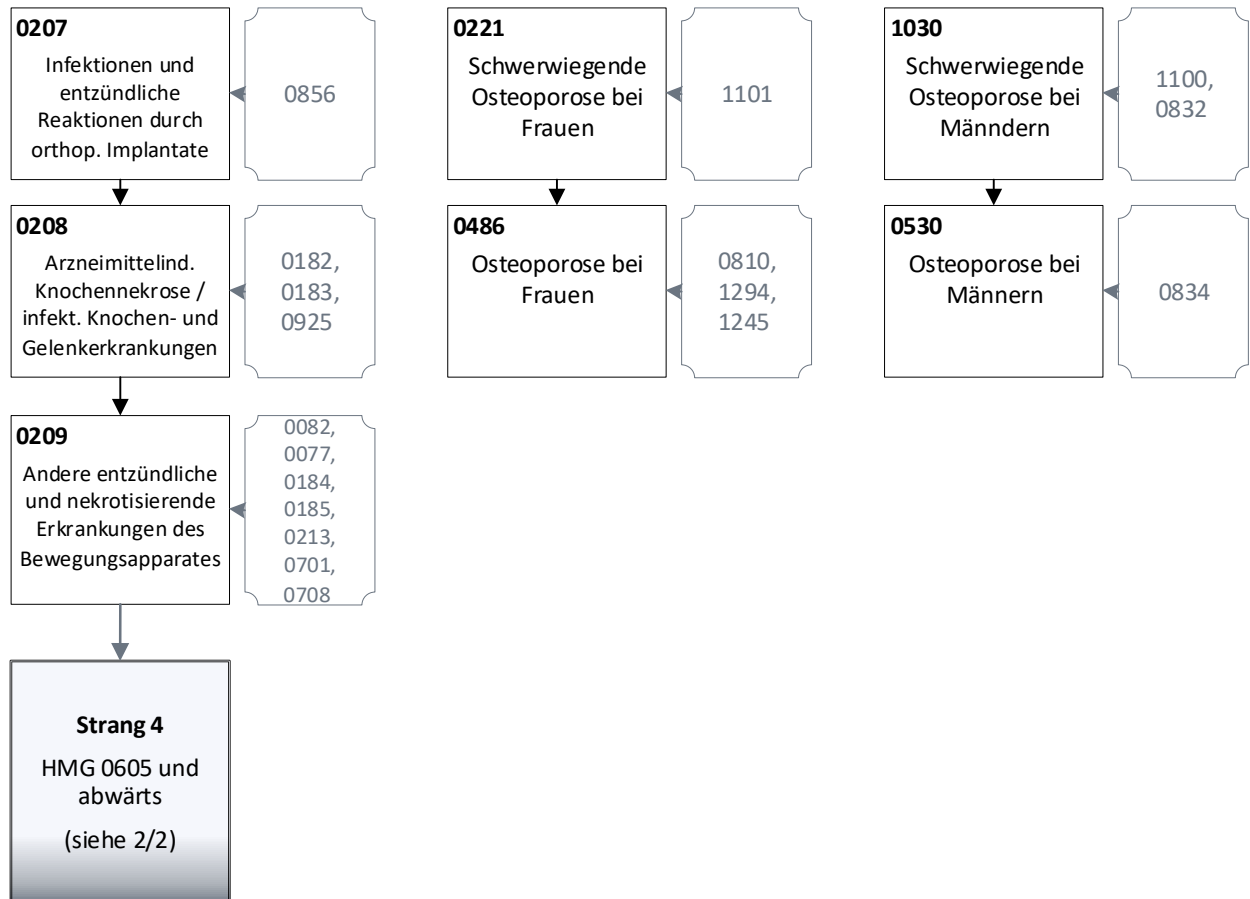 0207
Infektionen und
entzündliche
Reaktionen durch
orthop. Implantate
0856
0208
Arzneimittelind.
Knochennekrose /
infekt. Knochen- und
Gelenkerkrankungen
0182,
0183,
0925
0209
Andere entzündliche
und nekrotisierende
Erkrankungen des
Bewegungsapparates
0082,
0077,
0184,
0185,
0213,
0701,
0708
Strang 4
HMG 0605 und
abwärts
(siehe 2/2)
0221
Schwerwiegende
Osteoporose bei
Frauen
1101
0486
Osteoporose bei
Frauen
0810,
1294,
1245
1030
Schwerwiegende
Osteoporose bei
Männdern
1100,
0832
0530
Osteoporose bei
Männern
0834